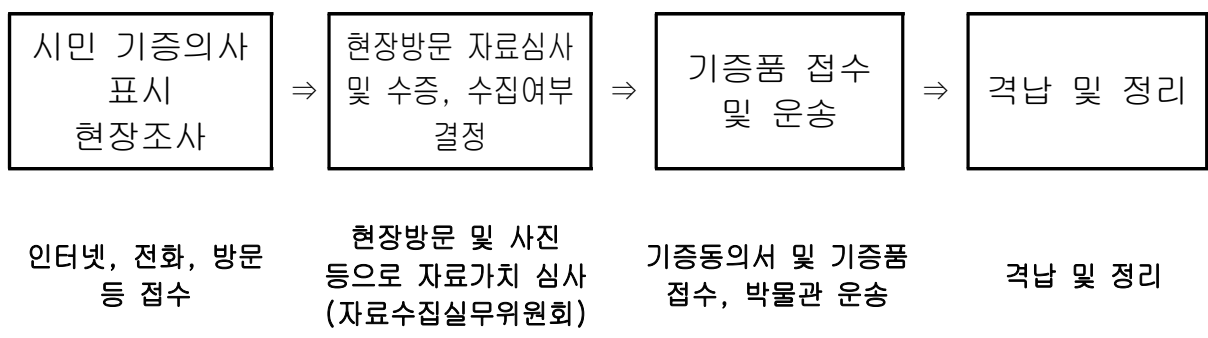 시민 기증의사
표시
현장조사
⇒
현장방문 자료심사
및 수증, 수집여부
결정
⇒
기증품 접수
및 운송
⇒
격납 및 정리
인터넷, 전화, 방문
등 접수
현장방문 및 사진
등으로 자료가치 심사
(자료수집실무위원회)
기증동의서 및 기증품
접수, 박물관 운송
격납 및 정리